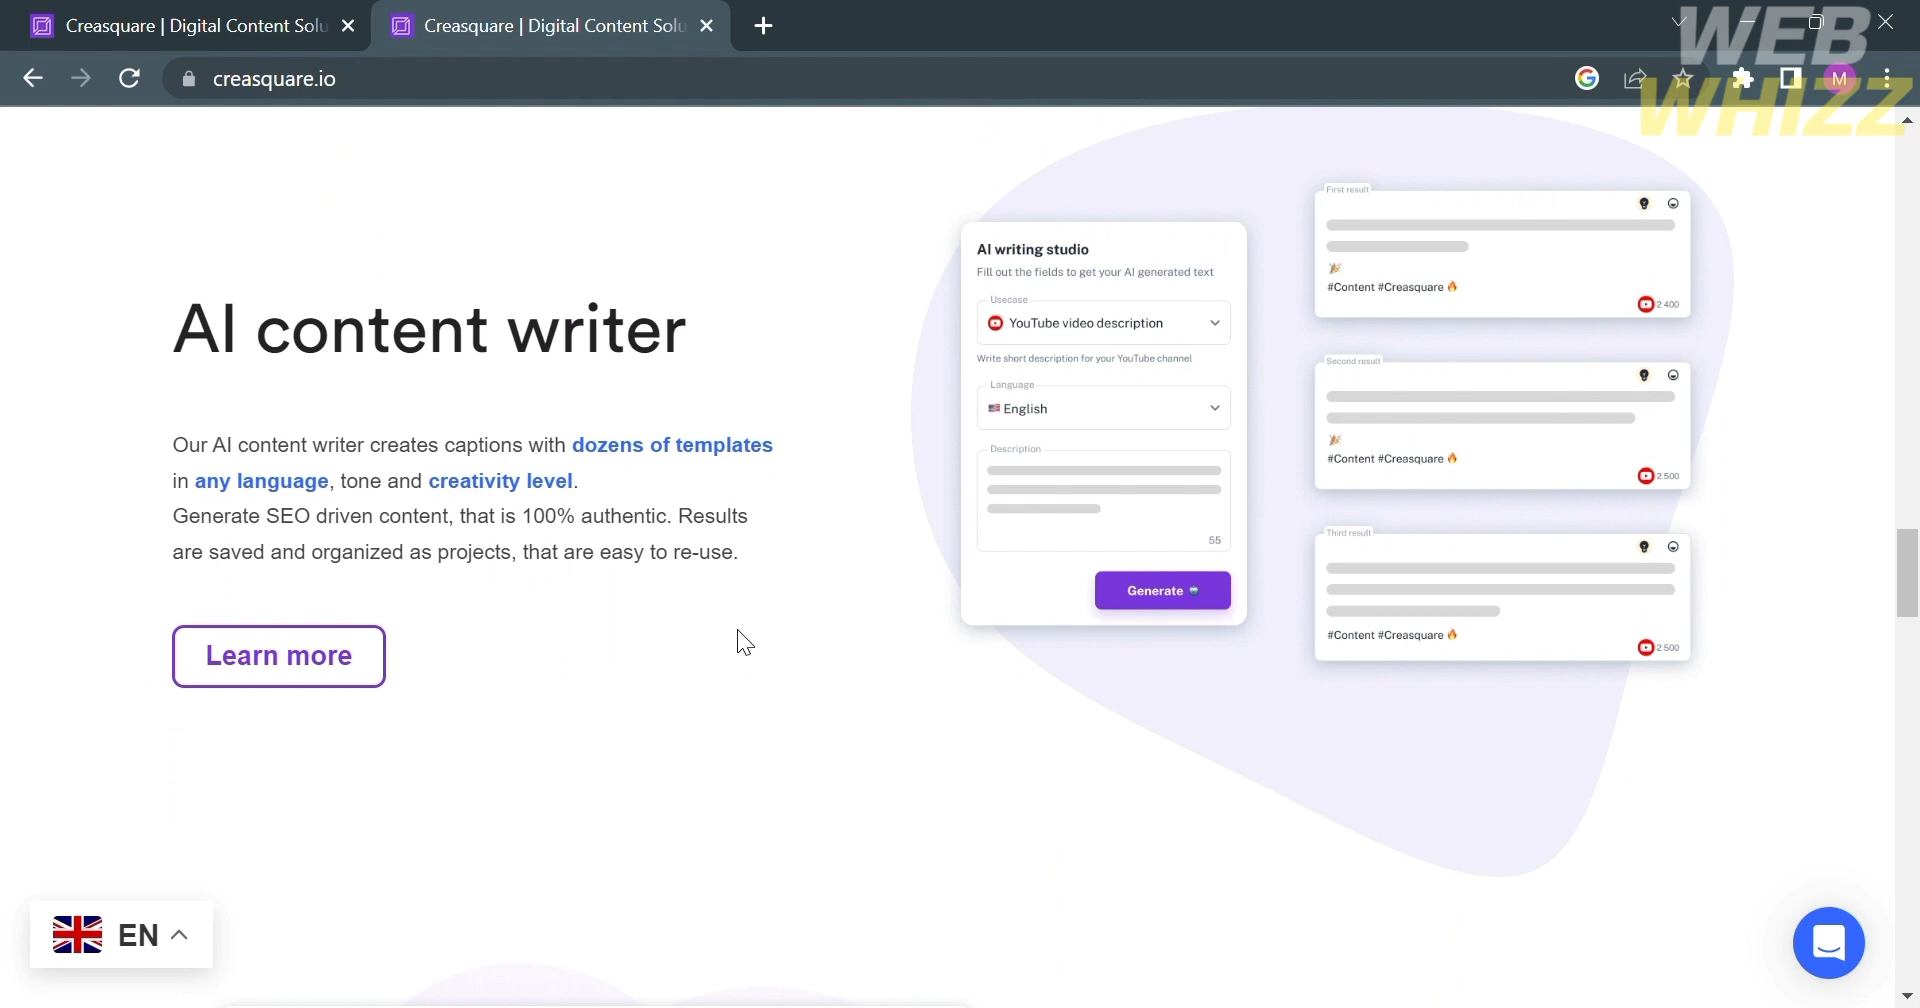 Creasquare | Digital Content Solu
Creasquare | Digital Content Solu
creasquare.io
M
WEB
WHIZZ
AI content writer
Our AI content writer creates captions with dozens of templates
in any language, tone and creativity level.
Generate SEO driven content, that is 100% authentic. Results
are saved and organized as projects, that are easy to re-use.
Learn more
AI writing studio
Fill out the fields to get your AI generated text
Usecase
YouTube video description
Write short description for your YouTube channel
Language
English
Description
55
Generate
First result
#Content #Creasquare 🔥
2 400
Second result
#Content #Creasquare 🔥
2 500
Third result
#Content #Creasquare 🔥
2 500
EN